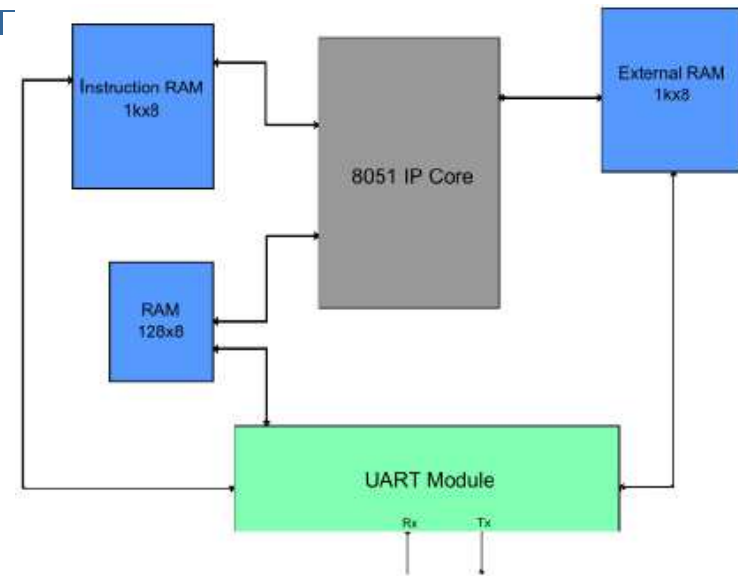 Instruction RAM
1kx8
8051 IP Core
External RAM
1kx8
RAM
128x8
UART Module
Rx
Tx